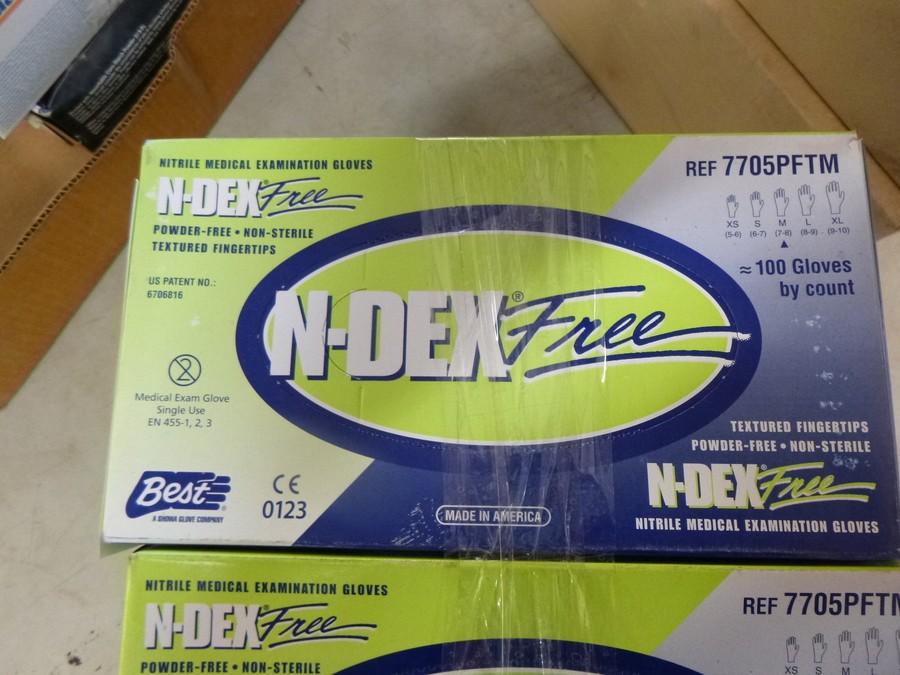 NITRILE MEDICAL EXAMINATION GLOVES
N-DEX® Free
POWDER-FREE • NON-STERILE
TEXTURED FINGERTIPS
US PATENT NO.:
6706816
2
Medical Exam Glove
Single Use
EN 455-1, 2, 3
Best®
A SHOWA GLOVE COMPANY
CE
0123
N-DEX® Free
MADE IN AMERICA
REF 7705PFTM
XS S M L XL
(5-6) (6-7) (7-8) (8-9) (9-10)
≈ 100 Gloves
by count
TEXTURED FINGERTIPS
POWDER-FREE • NON-STERILE
N-DEX® Free
NITRILE MEDICAL EXAMINATION GLOVES
NITRILE MEDICAL EXAMINATION GLOVES
N-DEX® Free
POWDER-FREE • NON-STERILE
REF 7705PFTM
XS S M L